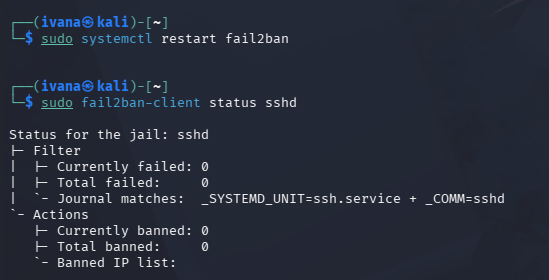 ┌──(ivana㉿kali)-[~]
└─$ sudo systemctl restart fail2ban
┌──(ivana㉿kali)-[~]
└─$ sudo fail2ban-client status sshd
Status for the jail: sshd
|- Filter
|  |- Currently failed: 0
|  |- Total failed:     0
|  `- Journal matches:  _SYSTEMD_UNIT=ssh.service + _COMM=sshd
`- Actions
   |- Currently banned: 0
   |- Total banned:     0
   `- Banned IP list: